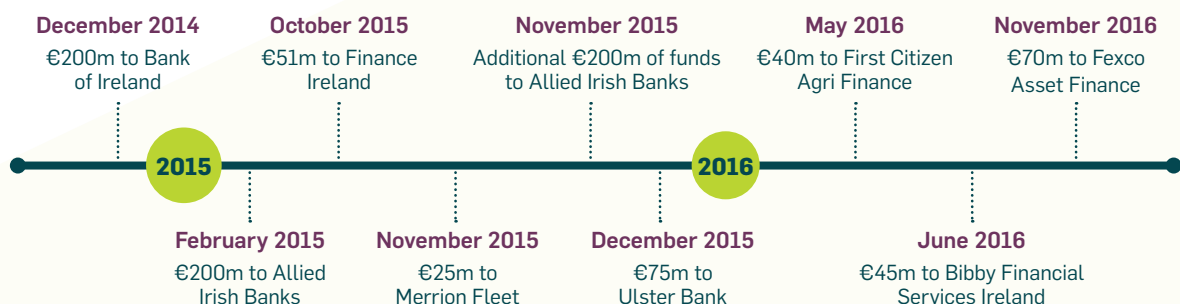 December 2014
€200m to Bank
of Ireland
October 2015
€51m to Finance
Ireland
November 2015
Additional €200m of funds
to Allied Irish Banks
May 2016
€40m to First Citizen
Agri Finance
November 2016
€70m to Fexco
Asset Finance
2015
2016
February 2015
€200m to Allied
Irish Banks
November 2015
€25m to
Merrion Fleet
December 2015
€75m to
Ulster Bank
June 2016
€45m to Bibby Financial
Services Ireland